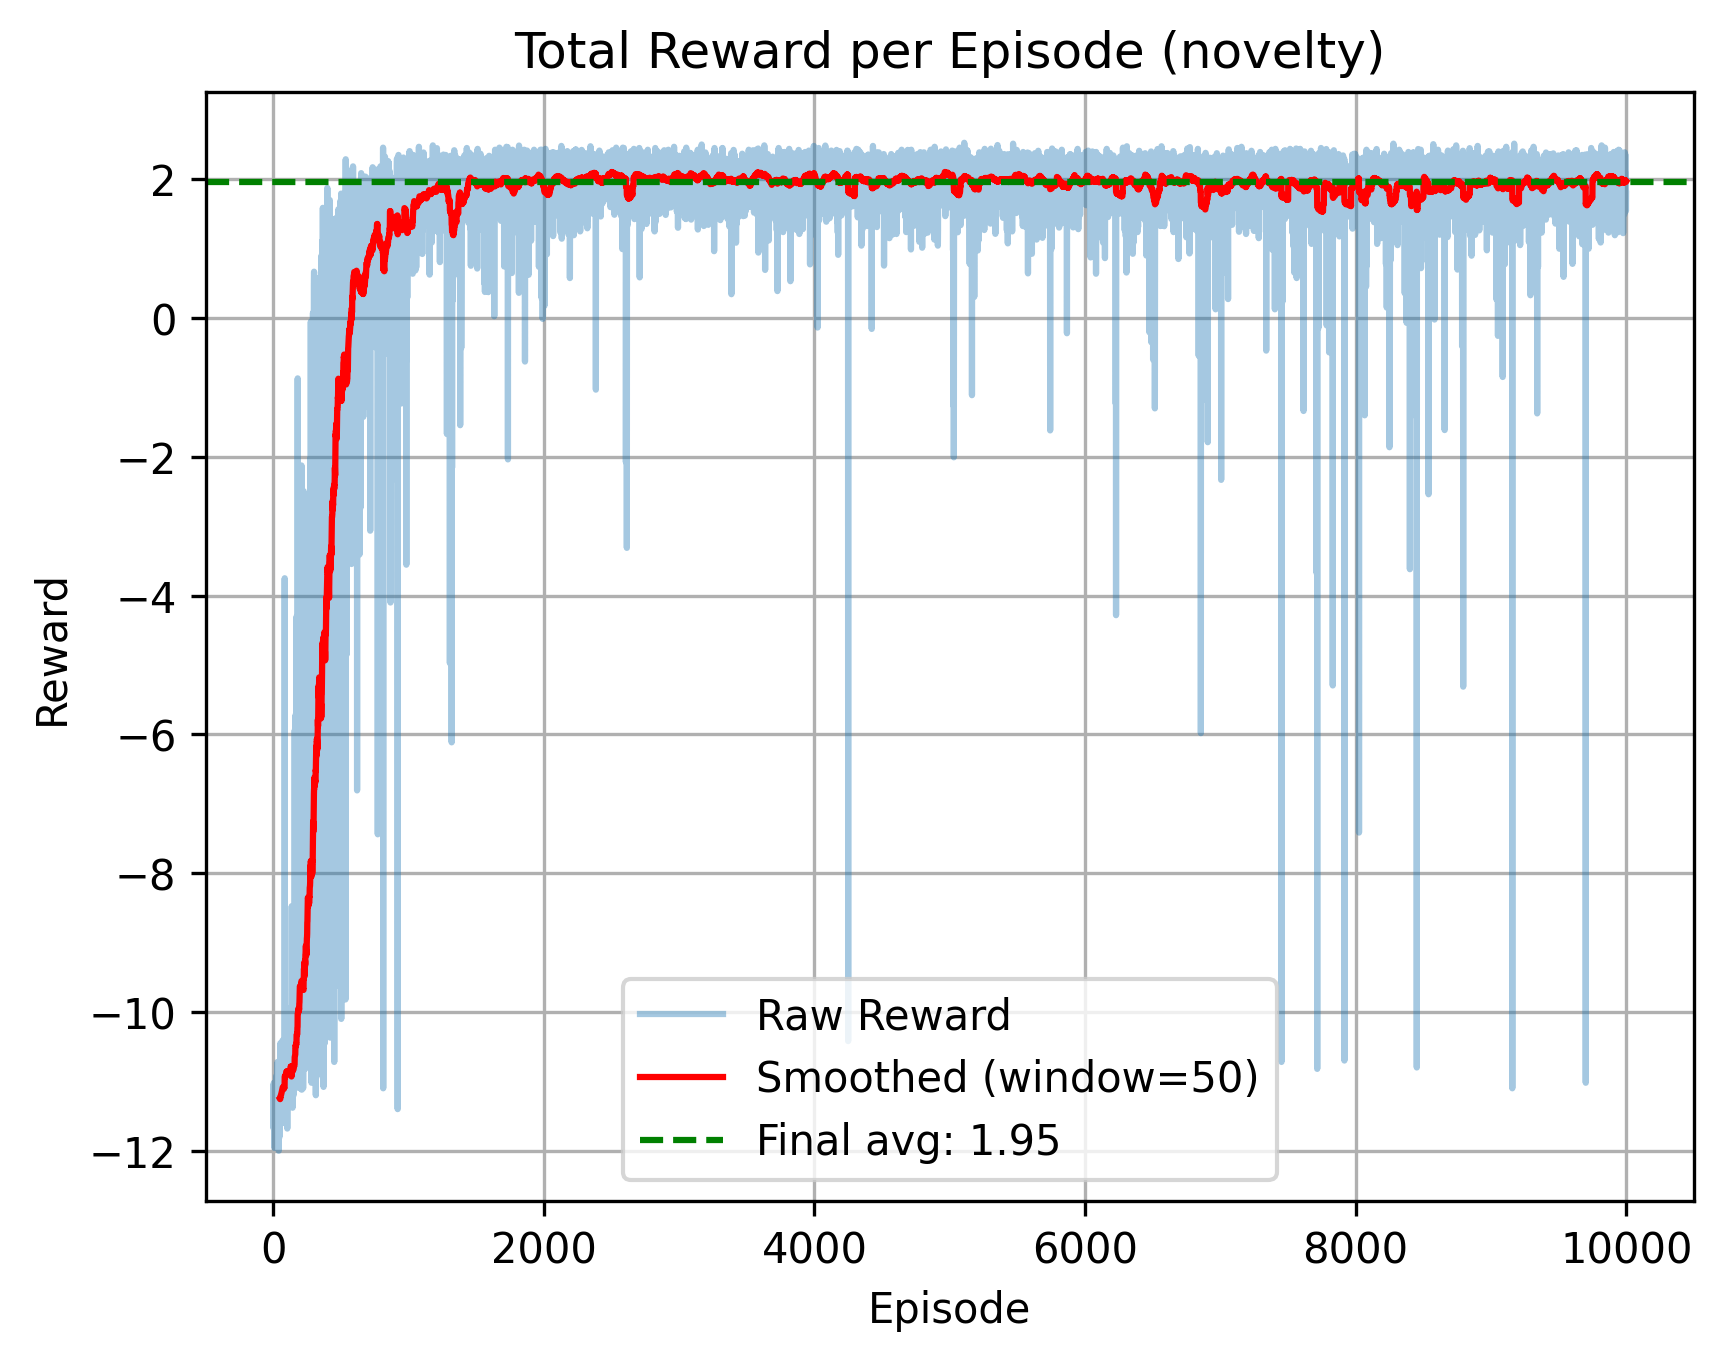 Total Reward per Episode (novelty)
2
0
−2
−4
−6
−8
−10
−12
Reward
Raw Reward
Smoothed (window=50)
Final avg: 1.95
0 2000 4000 6000 8000 10000
Episode